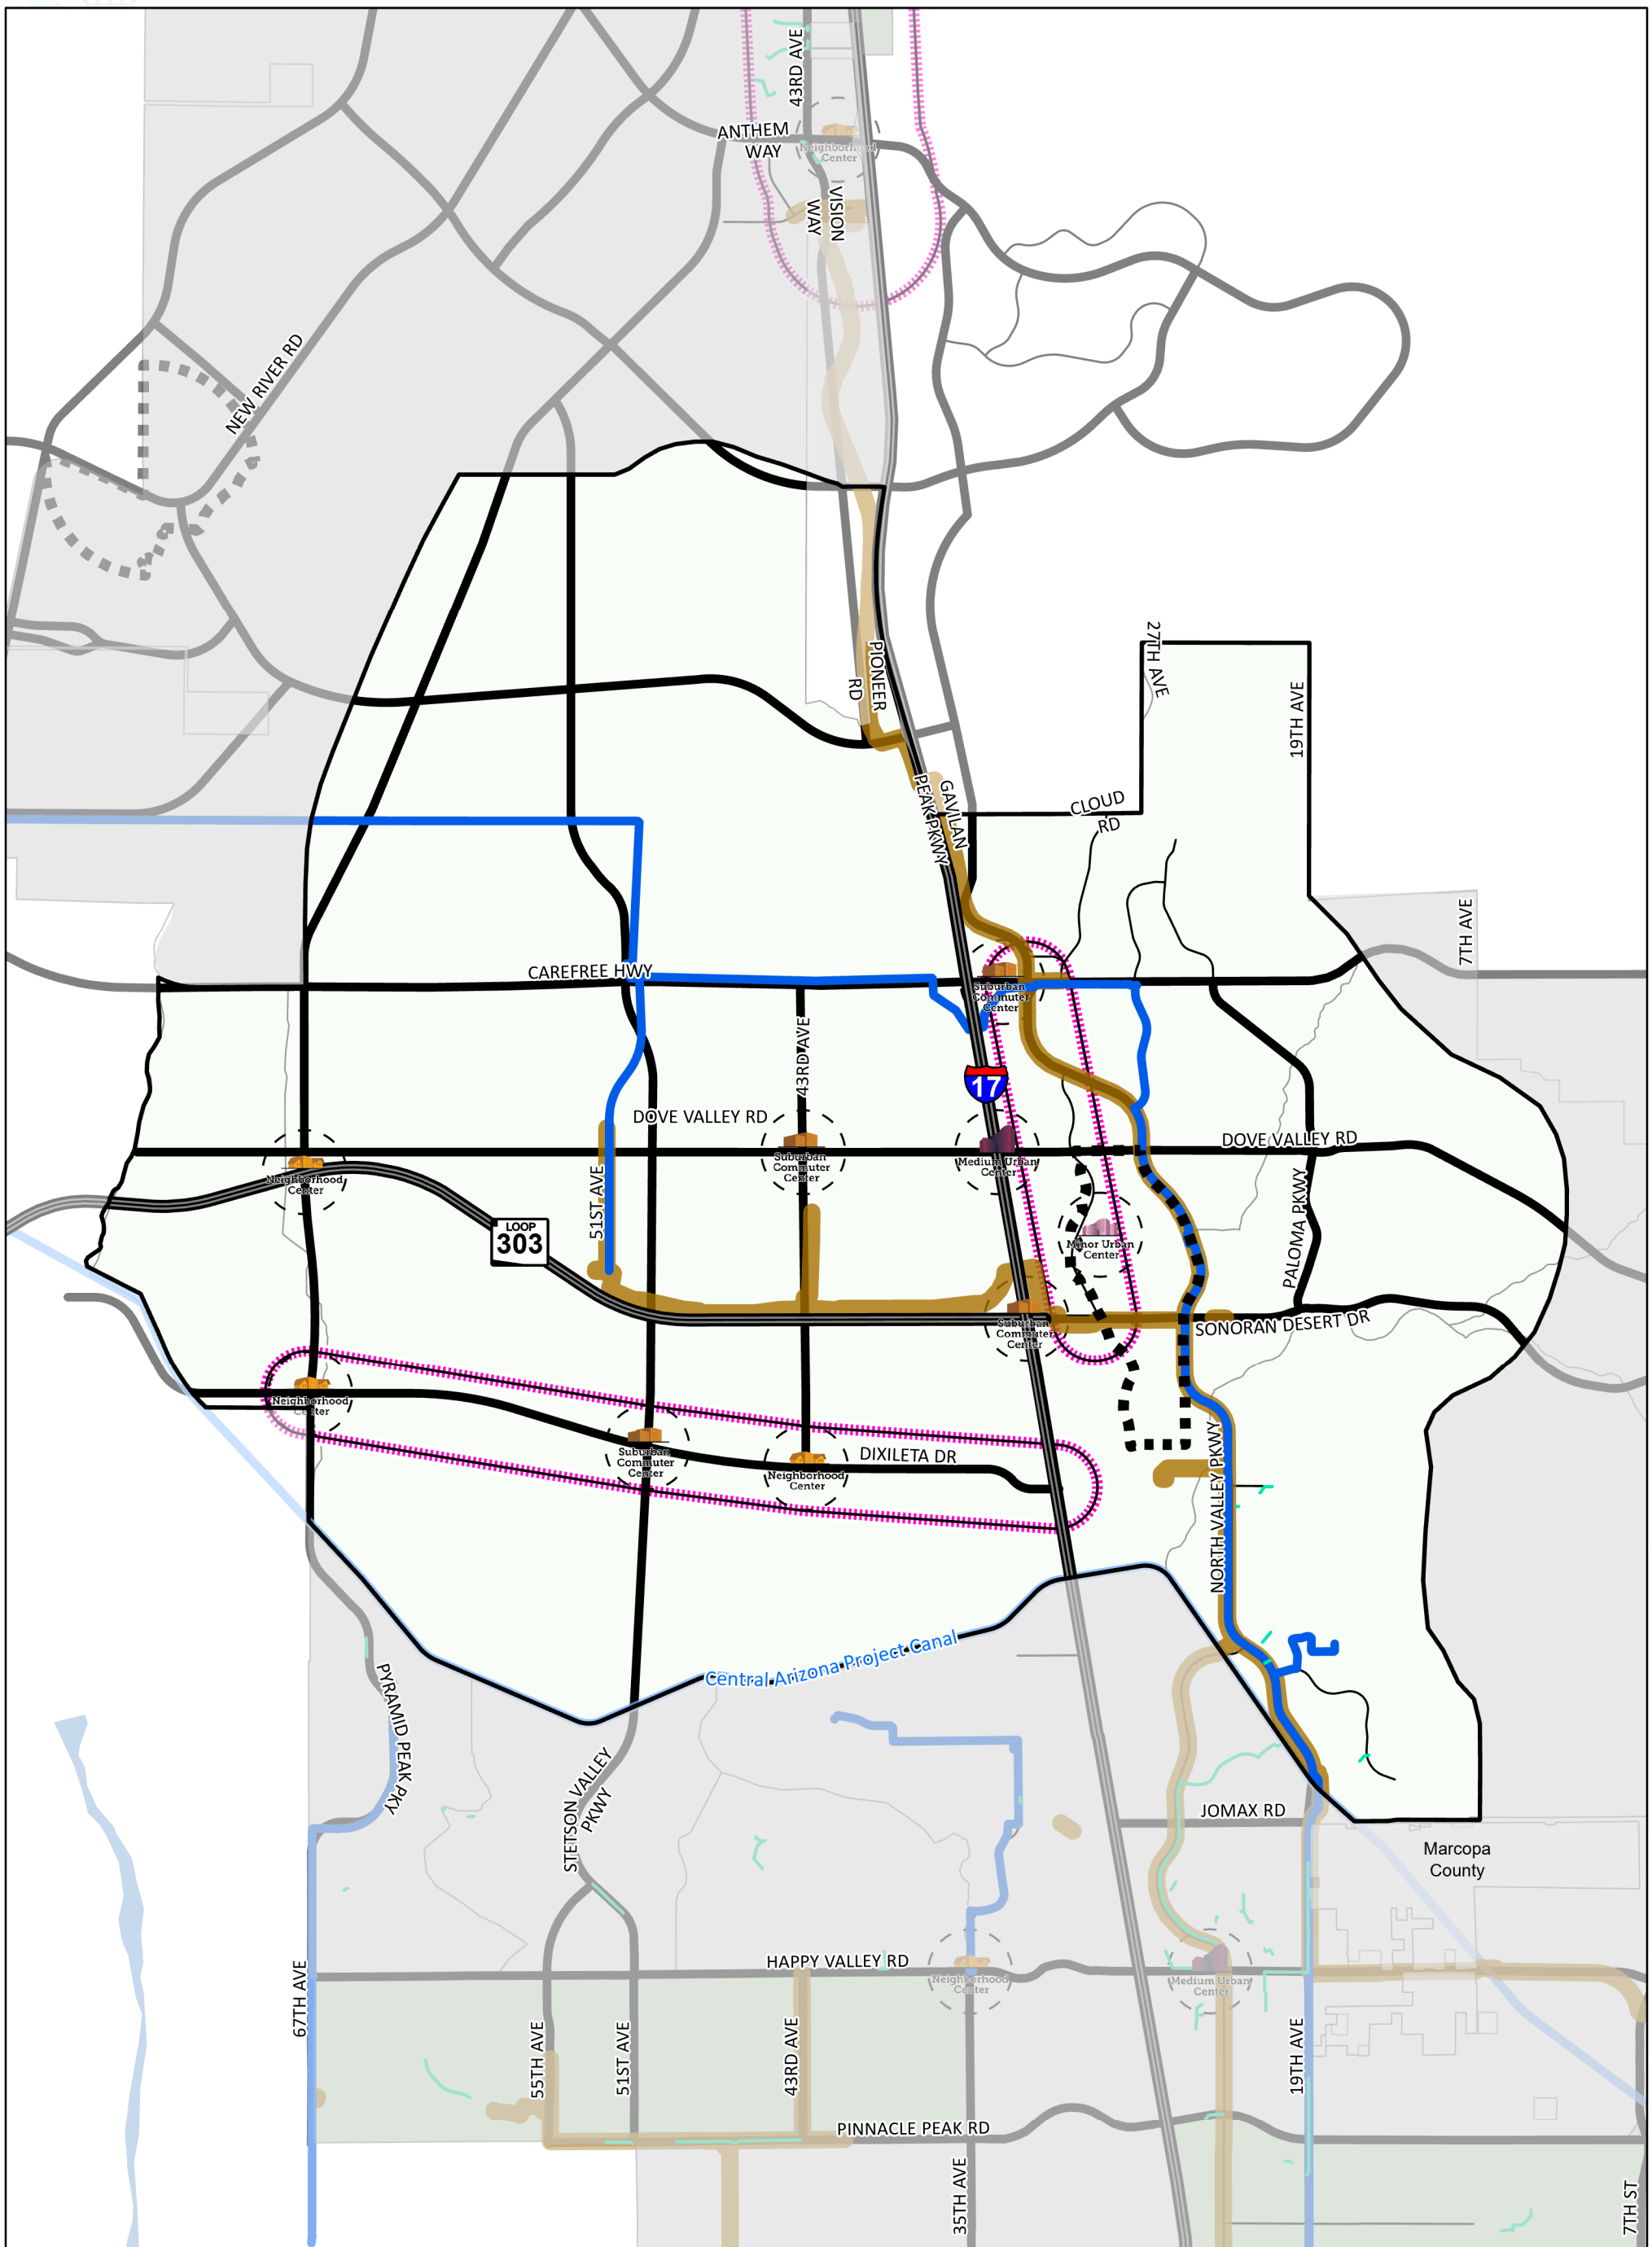 43RD AVE
ANTHEM
WAY
Neighborhood
Center
VISION
WAY
NEW RIVER RD
PIONEER
RD
27TH AVE
19TH AVE
GAVILAN
PEAK PKWY
CLOUD
RD
7TH AVE
CAREFREE HWY
Suburban
Commuter
Center
43RD AVE
17
DOVE VALLEY RD
DOVE VALLEY RD
Suburban
Commuter
Center
Medium Urban
Center
Neighborhood
Center
51ST AVE
PALOMA PKWY
LOOP
303
Minor Urban
Center
Suburban
Commuter
Center
SONORAN DESERT DR
Neighborhood
Center
Suburban
Commuter
Center
DIXILETA DR
Neighborhood
Center
NORTH VALLEY PKWY
Central Arizona Project Canal
PYRAMID PEAK PKY
STETSON VALLEY
PKWY
JOMAX RD
Marcopa
County
HAPPY VALLEY RD
Neighborhood
Center
Medium Urban
Center
67TH AVE
55TH AVE
51ST AVE
43RD AVE
19TH AVE
PINNACLE PEAK RD
35TH AVE
7TH ST